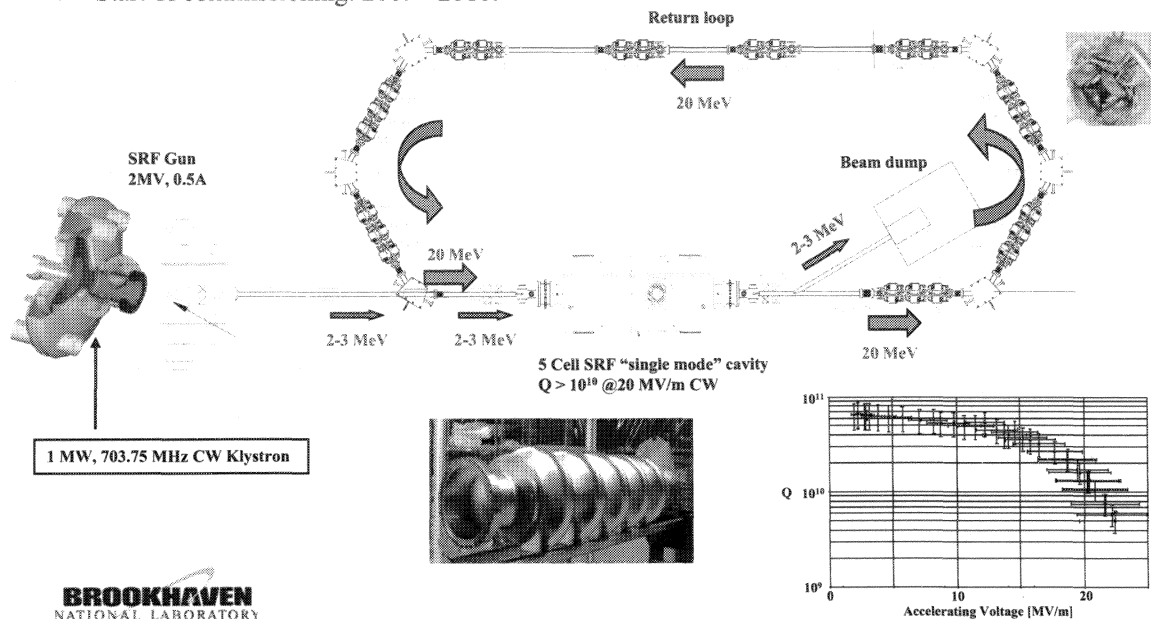 Return loop
20 MeV
SRF Gun
2MV, 0.5A
Beam dump
2-3 MeV
20 MeV
2-3 MeV
2-3 MeV
20 MeV
5 Cell SRF "single mode" cavity
Q > 10¹⁰ @20 MV/m CW
1 MW, 703.75 MHz CW Klystron
10¹¹
Q
10¹⁰
10⁹
0
10
20
Accelerating Voltage [MV/m]
BROOKHAVEN
NATIONAL LABORATORY